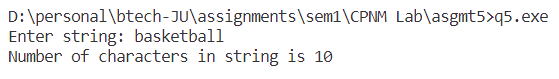 D:\personal\btech-JU\assignments\sem1\CPNM Lab\asgmt5>q5.exe
Enter string: basketball
Number of characters in string is 10